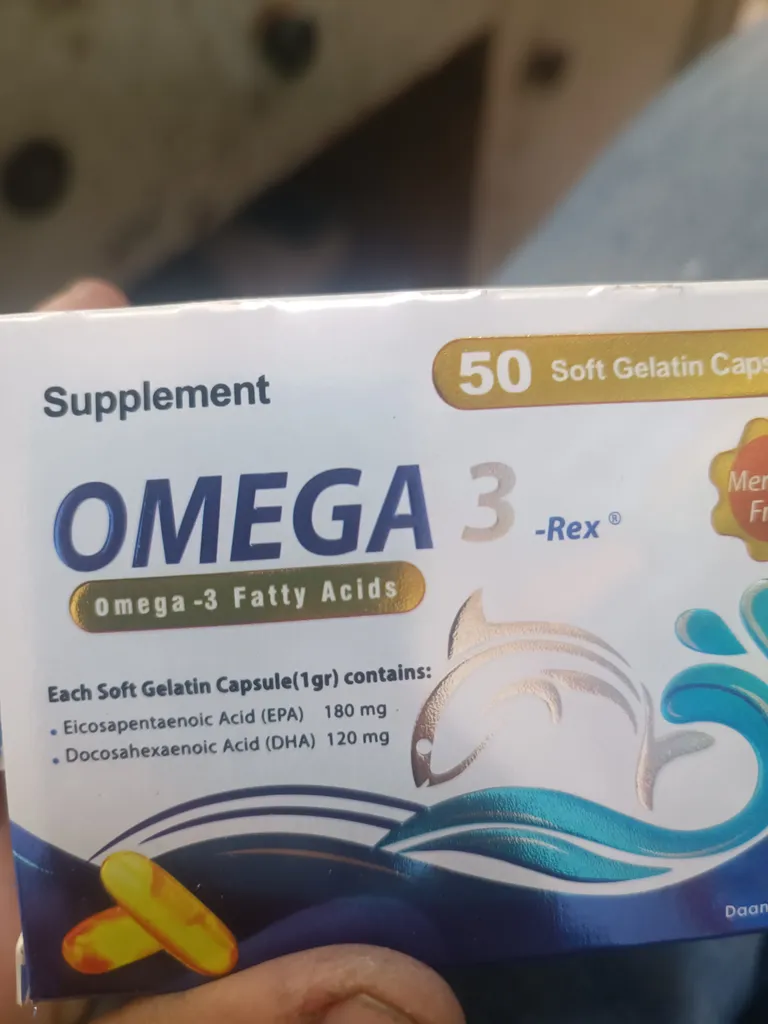 Supplement
50 Soft Gelatin Caps
OMEGA 3 -Rex ®
Omega-3 Fatty Acids
Each Soft Gelatin Capsule(1gr) contains:
• Eicosapentaenoic Acid (EPA) 180 mg
• Docosahexaenoic Acid (DHA) 120 mg